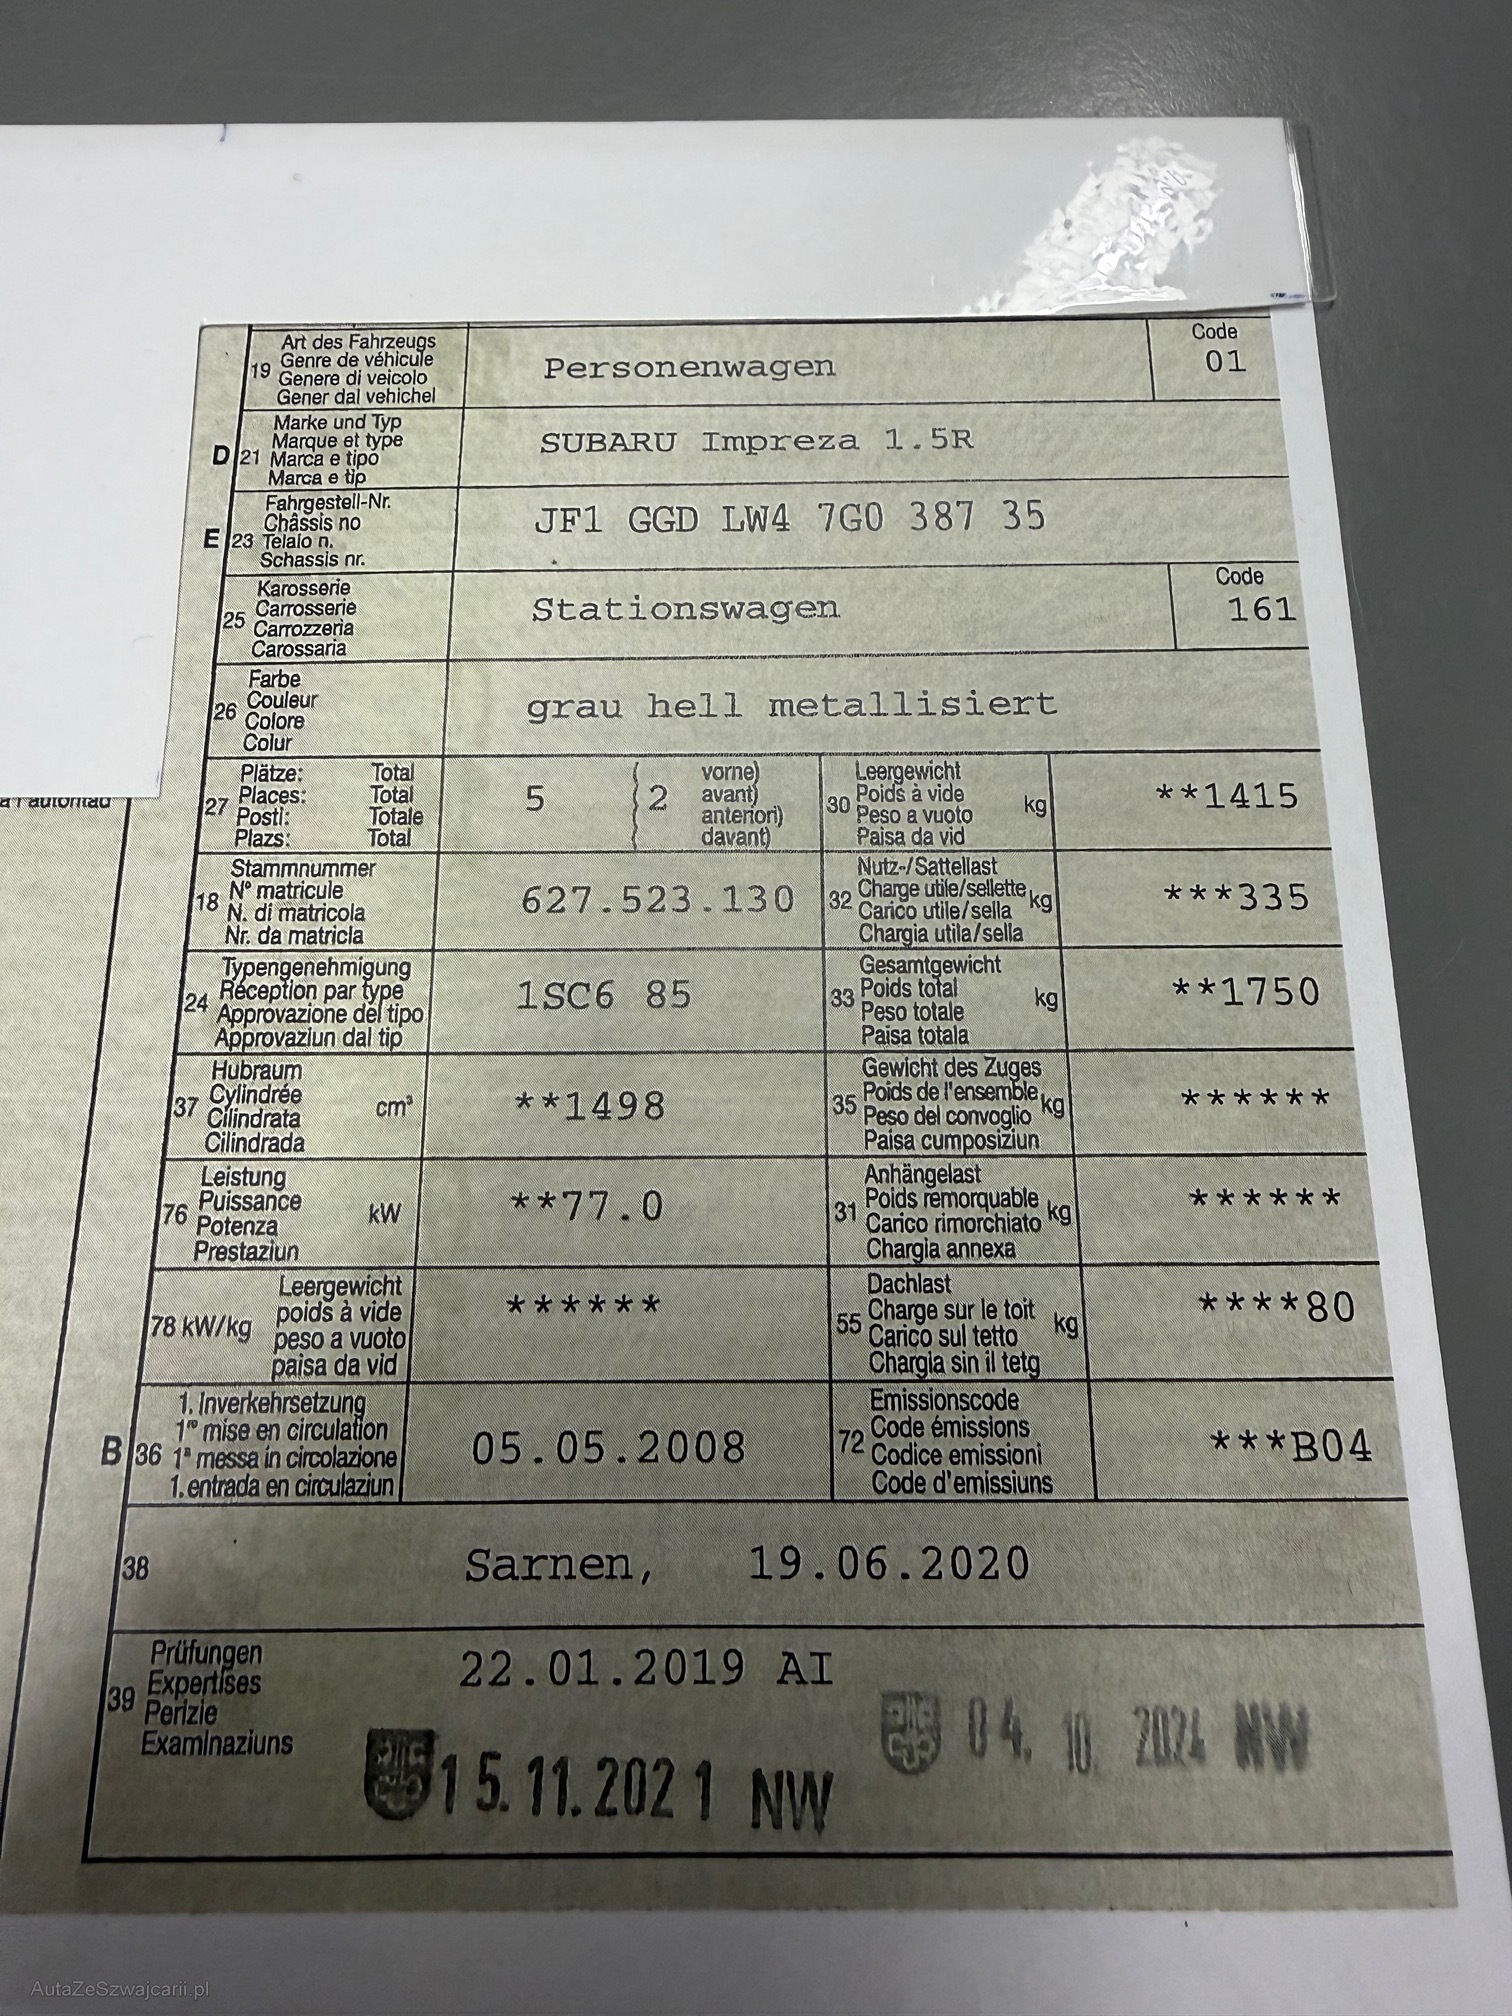 Art des Fahrzeugs
19 Genre de véhicule
Genere di veicolo
Gener dal vehichel
Personenwagen
Code
01
Marke und Typ
D 21 Marque et type
Marca e tipo
Marca e tip
SUBARU Impreza 1.5R
Fahrgestell-Nr.
Châssis no
E 23 Telaio n.
Schassis nr.
JF1 GGD LW4 7G0 387 35
Karosserie
25 Carrosserie
Carrozzeria
Carossaria
Stationswagen
Code
161
Farbe
26 Couleur
Colore
Colur
grau hell metallisiert
Plätze: Total
27 Places: Total
Posti: Totale
Plazs: Total
5 ( 2 vorne)
avant)
anteriori)
davant)
Leergewicht
30 Poids à vide kg
Peso a vuoto
Paisa da vid
**1415
Stammnummer
18 N° matricule
N. di matricola
Nr. da matricla
627.523.130
Nutz-/Sattellast
32 Charge utile/sellette kg
Carico utile/sella
Chargia utila/sella
***335
Typengenehmigung
24 Réception par type
Approvazione del tipo
Approvaziun dal tip
1SC6 85
Gesamtgewicht
33 Poids total kg
Peso totale
Paisa totala
**1750
Hubraum
37 Cylindrée cm³
Cilindrata
Cilindrada
**1498
Gewicht des Zuges
35 Poids de l'ensemble kg
Peso del convoglio
Paisa cumposiziun
******
Leistung
76 Puissance kW
Potenza
Prestaziun
**77.0
Anhängelast
31 Poids remorquable kg
Carico rimorchiato
Chargia annexa
******
Leergewicht
78 kW/kg poids à vide
peso a vuoto
paisa da vid
******
Dachlast
55 Charge sur le toit kg
Carico sul tetto
Chargia sin il tetg
****80
1. Inverkehrsetzung
1re mise en circulation
B 36 1a messa in circolazione
1. entrada en circulaziun
05.05.2008
Emissionscode
72 Code émissions
Codice emissioni
Code d'emissiuns
***B04
38 Sarnen, 19.06.2020
Prüfungen
39 Expertises
Perizie
Examinaziuns
22.01.2019 AI
04. 10. 2024 NW
15.11.2021 NW
AutaZeSzwajcarii.pl